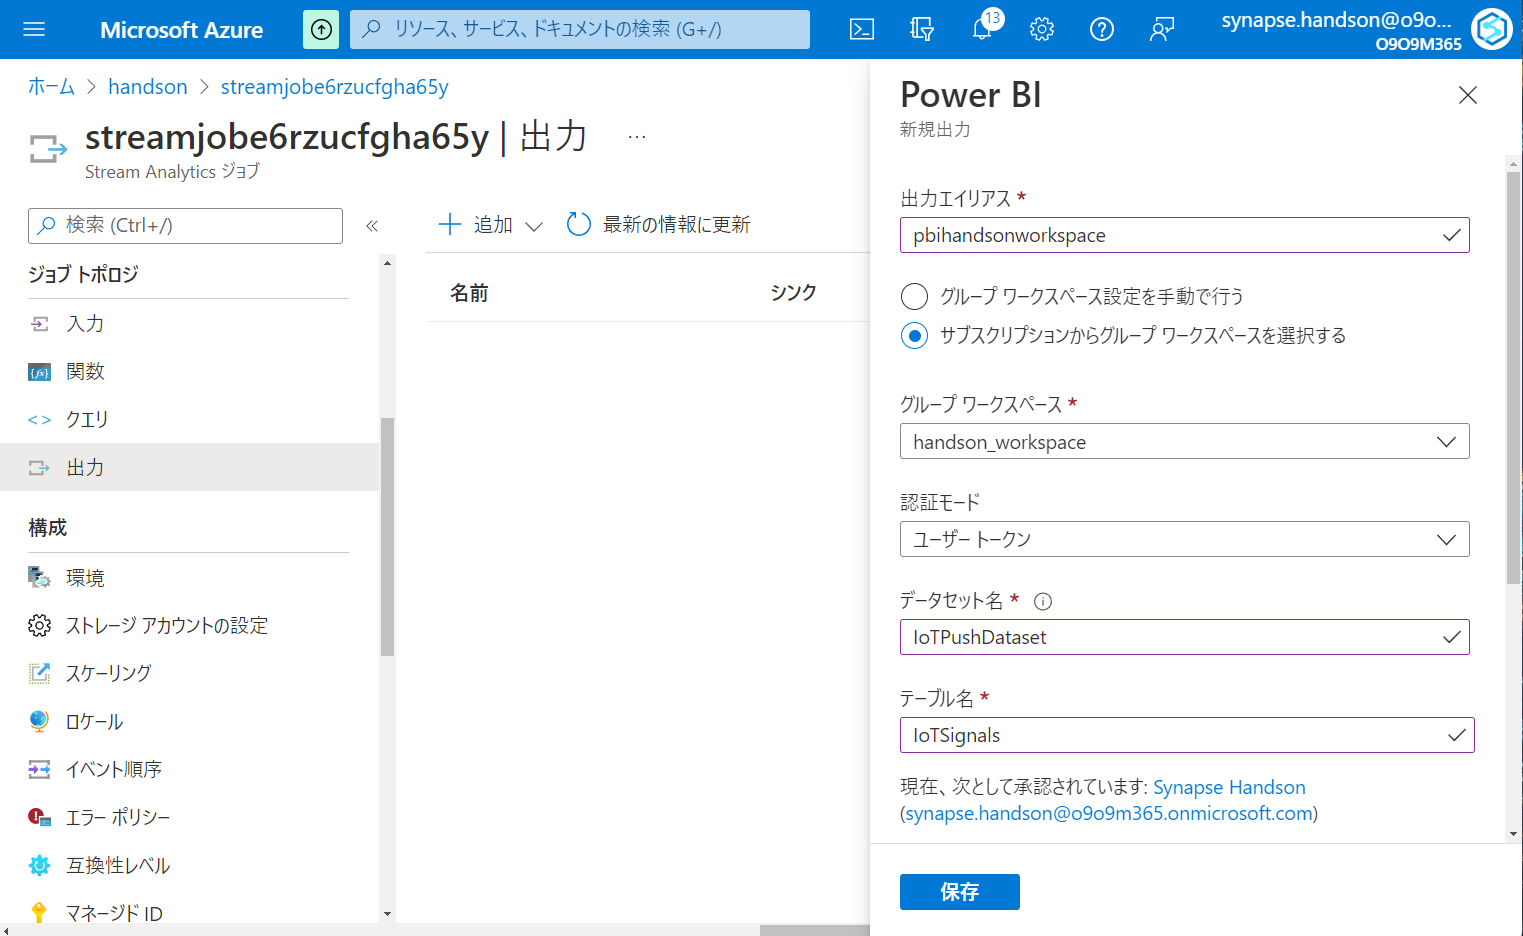 Microsoft Azure
リソース、サービス、ドキュメントの検索 (G+/)
13
synapse.handson@o9o...
O9O9M365
ホーム > handson > streamjobe6rzucfgha65y
streamjobe6rzucfgha65y | 出力 ...
Stream Analytics ジョブ
検索 (Ctrl+/)
«
ジョブ トポロジ
入力
関数
クエリ
出力
構成
環境
ストレージ アカウントの設定
スケーリング
ロケール
イベント順序
エラー ポリシー
互換性レベル
マネージド ID
追加
最新の情報に更新
名前
シンク
Power BI
新規出力
出力エイリアス *
pbihandsonworkspace
グループ ワークスペース設定を手動で行う
サブスクリプションからグループ ワークスペースを選択する
グループ ワークスペース *
handson_workspace
認証モード
ユーザー トークン
データセット名 *
IoTPushDataset
テーブル名 *
IoTSignals
現在、次として承認されています: Synapse Handson
(synapse.handson@o9o9m365.onmicrosoft.com)
保存